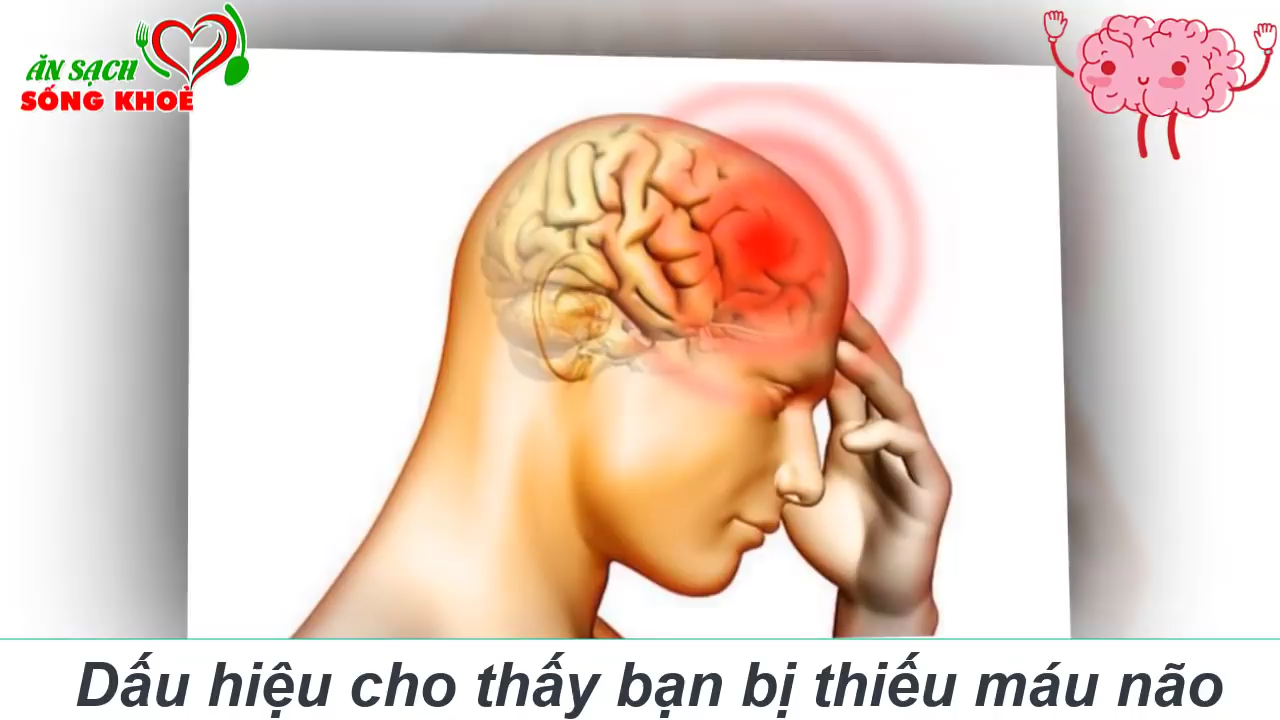 ĂN SẠCH
SỐNG KHOẺ
Dấu hiệu cho thấy bạn bị thiếu máu não